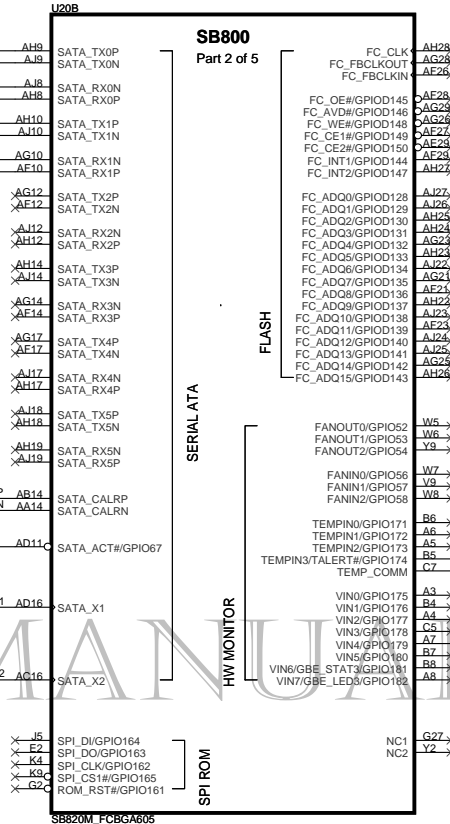 U20B
SB800
Part 2 of 5
AH9 SATA_TX0P
AJ9 SATA_TX0N
AJ8 SATA_RX0N
AH8 SATA_RX0P
AH10 SATA_TX1P
AJ10 SATA_TX1N
AG10 SATA_RX1N
AF10 SATA_RX1P
AG12 SATA_TX2P
AF12 SATA_TX2N
AJ12 SATA_RX2N
AH12 SATA_RX2P
AH14 SATA_TX3P
AJ14 SATA_TX3N
AG14 SATA_RX3N
AF14 SATA_RX3P
AG17 SATA_TX4P
AF17 SATA_TX4N
AJ17 SATA_RX4N
AH17 SATA_RX4P
AJ18 SATA_TX5P
AH18 SATA_TX5N
AH19 SATA_RX5N
AJ19 SATA_RX5P
AB14 SATA_CALRP
AA14 SATA_CALRN
AD11 SATA_ACT#/GPIO67
AD16 SATA_X1
AC16 SATA_X2
J5 SPI_DI/GPIO164
E2 SPI_DO/GPIO163
K4 SPI_CLK/GPIO162
K9 SPI_CS1#/GPIO165
G2 ROM_RST#/GPIO161
SERIAL ATA
SPI ROM
FLASH
HW MONITOR
FC_CLK AH28
FC_FBCLKOUT AG28
FC_FBCLKIN AF26
FC_OE#/GPIOD145 AF28
FC_AVD#/GPIOD146 AG29
FC_WE#/GPIOD148 AG26
FC_CE1#/GPIOD149 AF27
FC_CE2#/GPIOD150 AE29
FC_INT1/GPIOD144 AF29
FC_INT2/GPIOD147 AH27
FC_ADQ0/GPIOD128 AJ27
FC_ADQ1/GPIOD129 AJ26
FC_ADQ2/GPIOD130 AH25
FC_ADQ3/GPIOD131 AH24
FC_ADQ4/GPIOD132 AG23
FC_ADQ5/GPIOD133 AH23
FC_ADQ6/GPIOD134 AJ22
FC_ADQ7/GPIOD135 AG21
FC_ADQ8/GPIOD136 AF21
FC_ADQ9/GPIOD137 AH22
FC_ADQ10/GPIOD138 AJ23
FC_ADQ11/GPIOD139 AF23
FC_ADQ12/GPIOD140 AJ24
FC_ADQ13/GPIOD141 AJ25
FC_ADQ14/GPIOD142 AG25
FC_ADQ15/GPIOD143 AH26
FANOUT0/GPIO52 W5
FANOUT1/GPIO53 W6
FANOUT2/GPIO54 Y9
FANIN0/GPIO56 W7
FANIN1/GPIO57 V9
FANIN2/GPIO58 W8
TEMPIN0/GPIO171 B6
TEMPIN1/GPIO172 A6
TEMPIN2/GPIO173 A5
TEMPIN3/TALERT#/GPIO174 B5
TEMP_COMM C7
VIN0/GPIO175 A3
VIN1/GPIO176 B4
VIN2/GPIO177 A4
VIN3/GPIO178 C5
VIN4/GPIO179 A7
VIN5/GPIO180 B7
VIN6/GBE_STAT3/GPIO181 B8
VIN7/GBE_LED3/GPIO182 A8
NC1 G27
NC2 Y2
MANUA
SB820M_FCBGA605